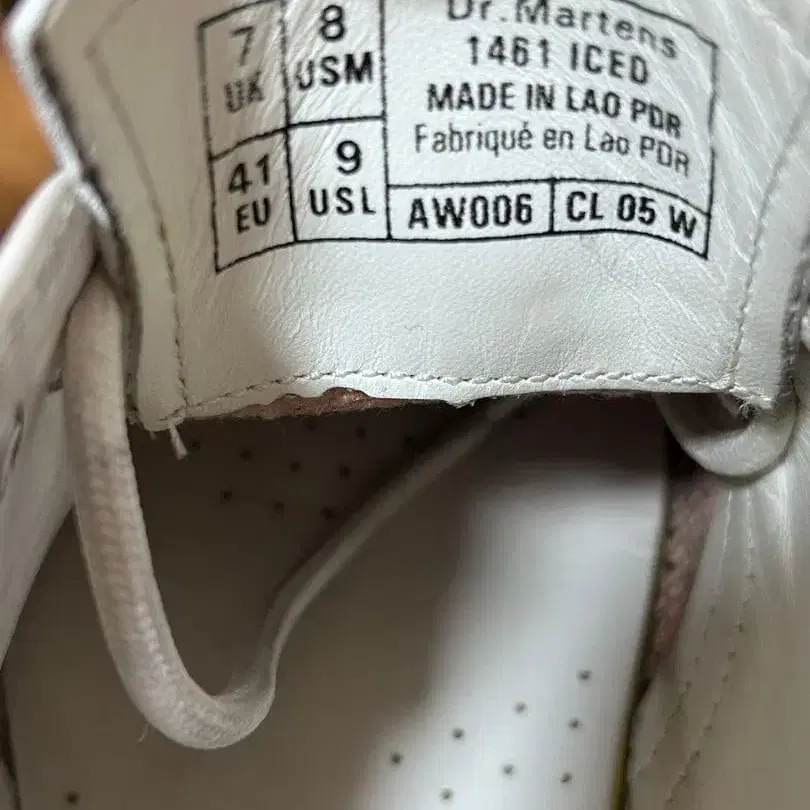 7
UK
8
USM
41
EU
9
USL
Dr.Martens
1461 ICED
MADE IN LAO PDR
Fabriqué en Lao PDR
AW006
CL 05 W